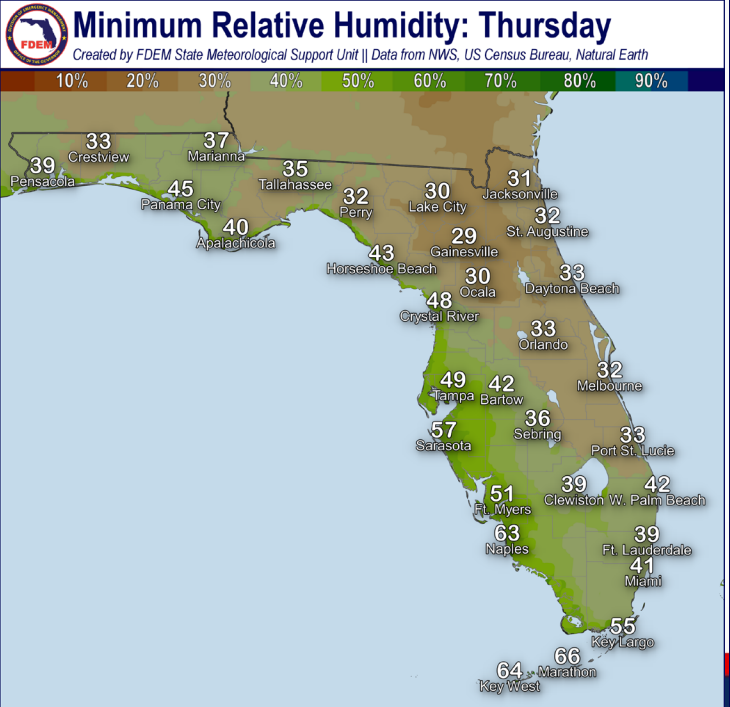 Minimum Relative Humidity: Thursday
Created by FDEM State Meteorological Support Unit || Data from NWS, US Census Bureau, Natural Earth
FDEM
10% 20% 30% 40% 50% 60% 70% 80% 90%
33
Crestview
37
Marianna
39
Pensacola
35
Tallahassee
45
Panama City
32
Perry
30
Lake City
31
Jacksonville
40
Apalachicola
32
St. Augustine
29
Gainesville
43
Horseshoe Beach
30
Ocala
33
Daytona Beach
48
Crystal River
33
Orlando
49
Tampa
42
Bartow
32
Melbourne
57
Sarasota
36
Sebring
33
Port St. Lucie
51
Ft. Myers
39
Clewiston
42
W. Palm Beach
63
Naples
39
Ft. Lauderdale
41
Miami
55
Key Largo
66
Marathon
64
Key West